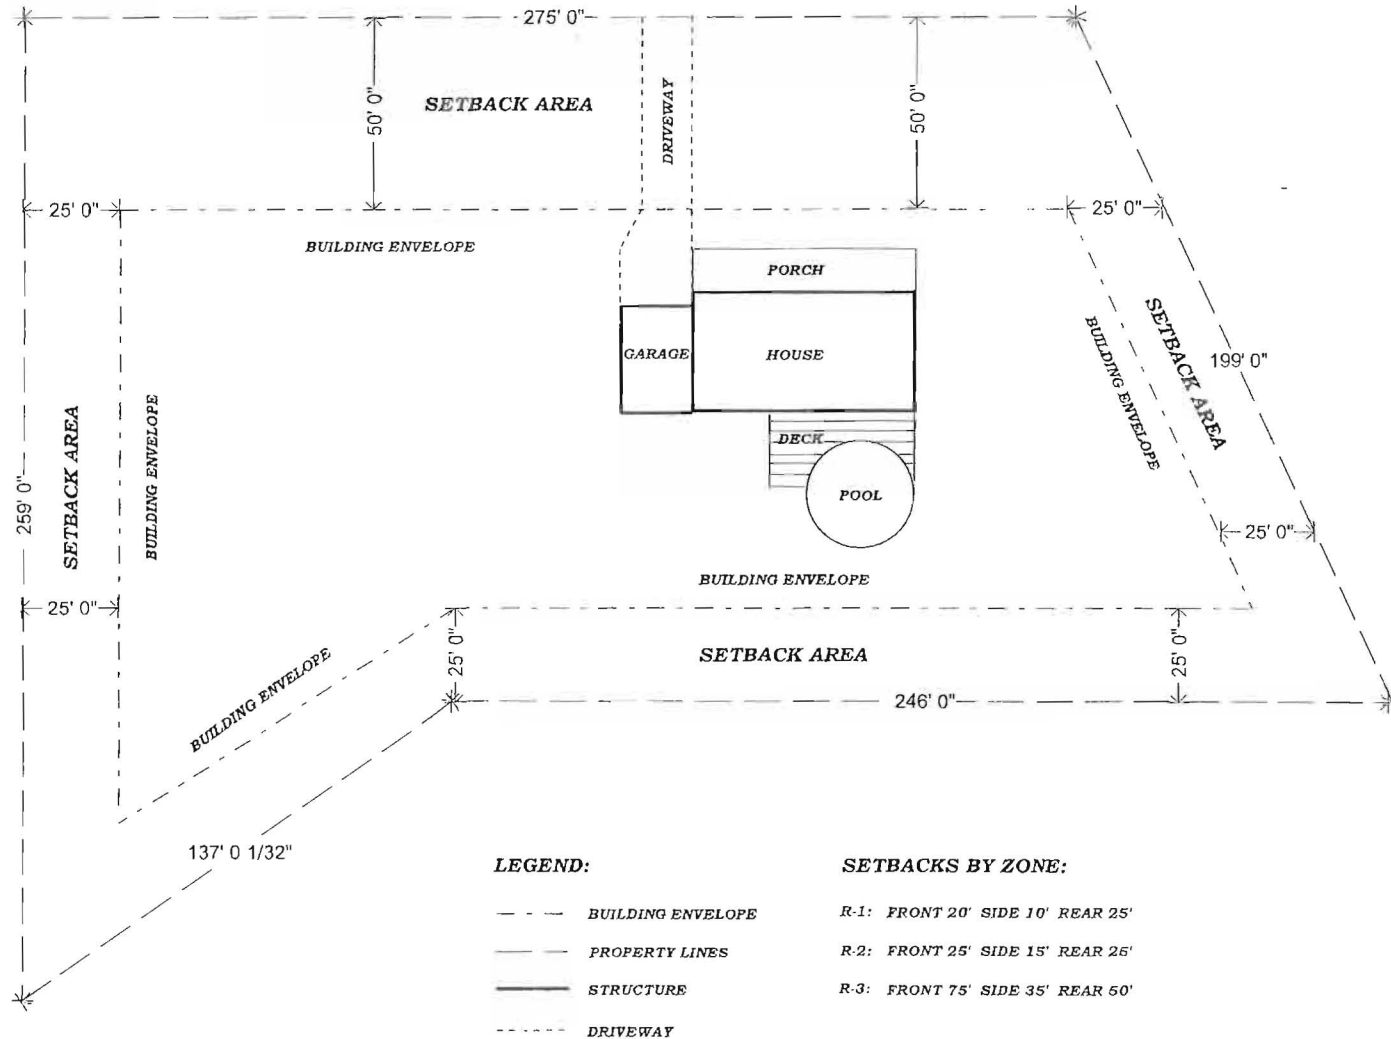 275' 0"
SETBACK AREA
50' 0"
DRIVEWAY
50' 0"
25' 0"
25' 0"
BUILDING ENVELOPE
PORCH
GARAGE
HOUSE
SETBACK AREA
199' 0"
BUILDING ENVELOPE
DECK
POOL
259' 0"
SETBACK AREA
BUILDING ENVELOPE
25' 0"
BUILDING ENVELOPE
25' 0"
25' 0"
SETBACK AREA
25' 0"
BUILDING ENVELOPE
246' 0"
137' 0 1/32"
LEGEND:
BUILDING ENVELOPE
PROPERTY LINES
STRUCTURE
DRIVEWAY
SETBACKS BY ZONE:
R-1: FRONT 20' SIDE 10' REAR 25'
R-2: FRONT 25' SIDE 15' REAR 25'
R-3: FRONT 75' SIDE 35' REAR 50'